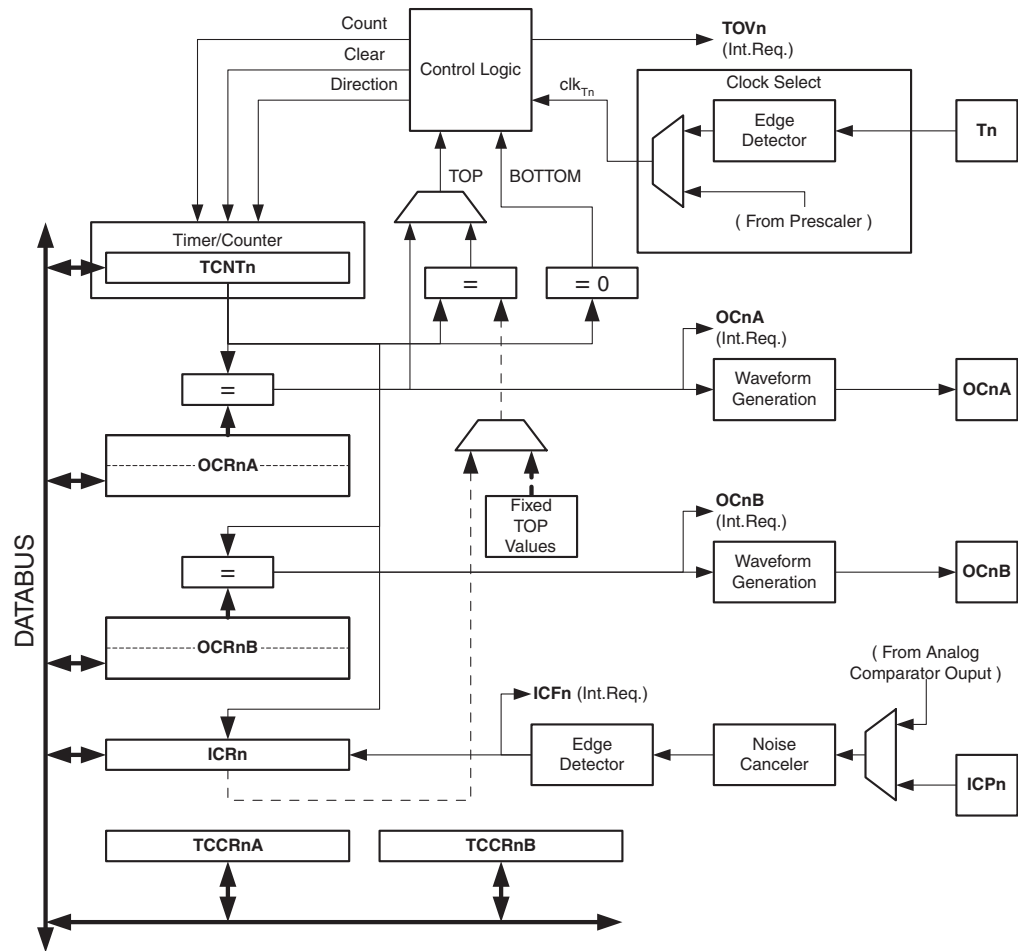 Count
Clear
Direction
Control Logic
TOVn
(Int.Req.)
clkTn
Clock Select
Edge
Detector
Tn
( From Prescaler )
TOP
BOTTOM
Timer/Counter
TCNTn
=
= 0
=
OCnA
(Int.Req.)
Waveform
Generation
OCnA
OCRnA
Fixed
TOP
Values
OCnB
(Int.Req.)
=
Waveform
Generation
OCnB
DATABUS
OCRnB
( From Analog
Comparator Ouput )
ICFn (Int.Req.)
ICRn
Edge
Detector
Noise
Canceler
ICPn
TCCRnA
TCCRnB